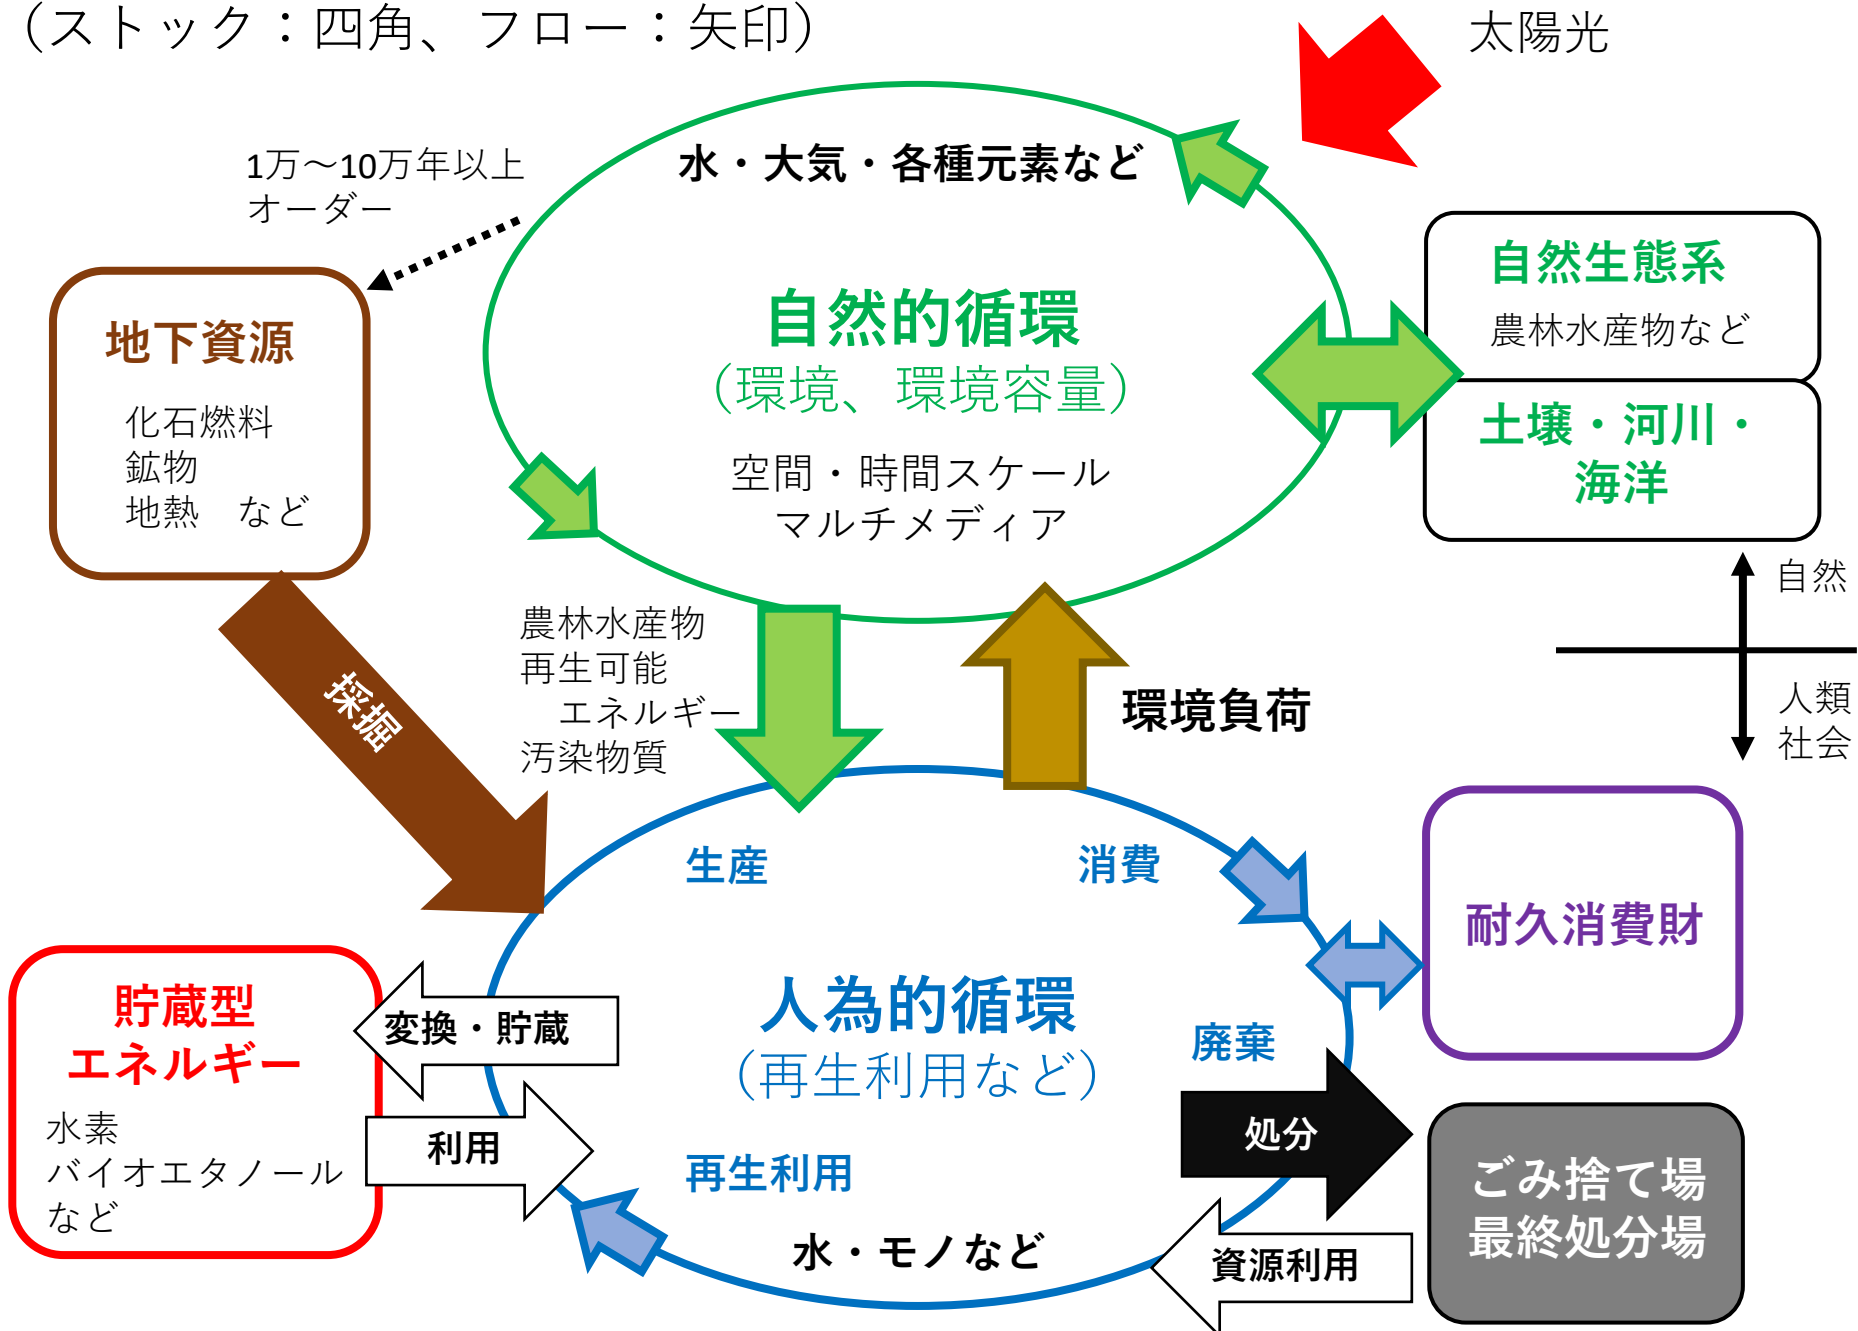 （ストック：四角、フロー：矢印）
太陽光
水・大気・各種元素など
1万～10万年以上
オーダー
自然生態系
農林水産物など
地下資源
化石燃料
鉱物
地熱　など
自然的循環
（環境、環境容量）
空間・時間スケール
マルチメディア
土壌・河川・
海洋
自然
人類
社会
採掘
農林水産物
再生可能
エネルギー
汚染物質
環境負荷
生産
消費
耐久消費財
貯蔵型
エネルギー
水素
バイオエタノール
など
変換・貯蔵
利用
人為的循環
（再生利用など）
廃棄
処分
再生利用
水・モノなど
資源利用
ごみ捨て場
最終処分場